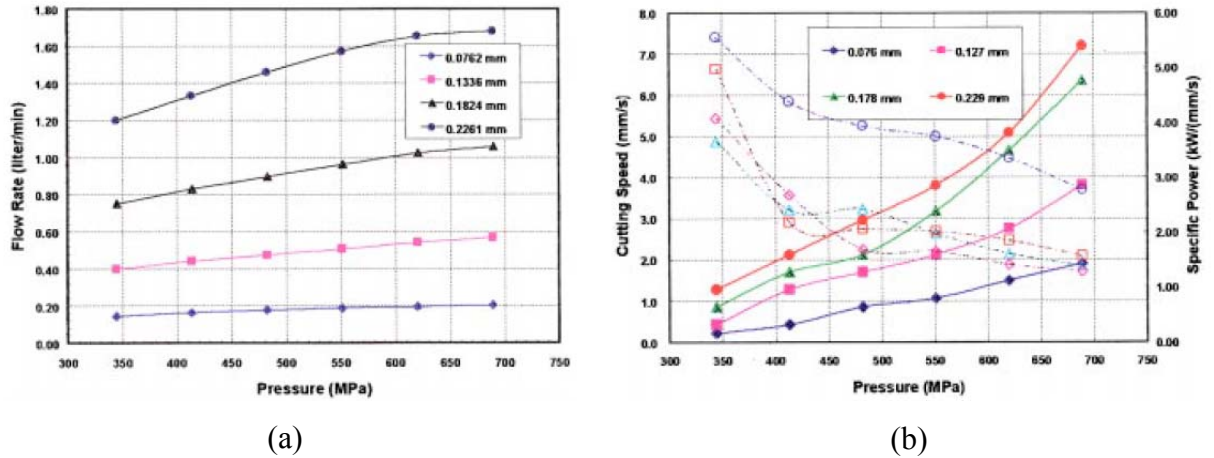 1.80
1.60
1.40
1.20
1.00
0.80
0.60
0.40
0.20
0.00
300 350 400 450 500 550 600 650 700 750
Flow Rate (liter/min)
Pressure (MPa)
0.0762 mm
0.1336 mm
0.1824 mm
0.2261 mm
(a)
8.0
7.0
6.0
5.0
4.0
3.0
2.0
1.0
0.0
300 350 400 450 500 550 600 650 700 750
6.00
5.00
4.00
3.00
2.00
1.00
0.00
Cutting Speed (mm/s)
Specific Power (kW/(mm/s)
Pressure (MPa)
0.076 mm 0.127 mm
0.178 mm 0.229 mm
(b)